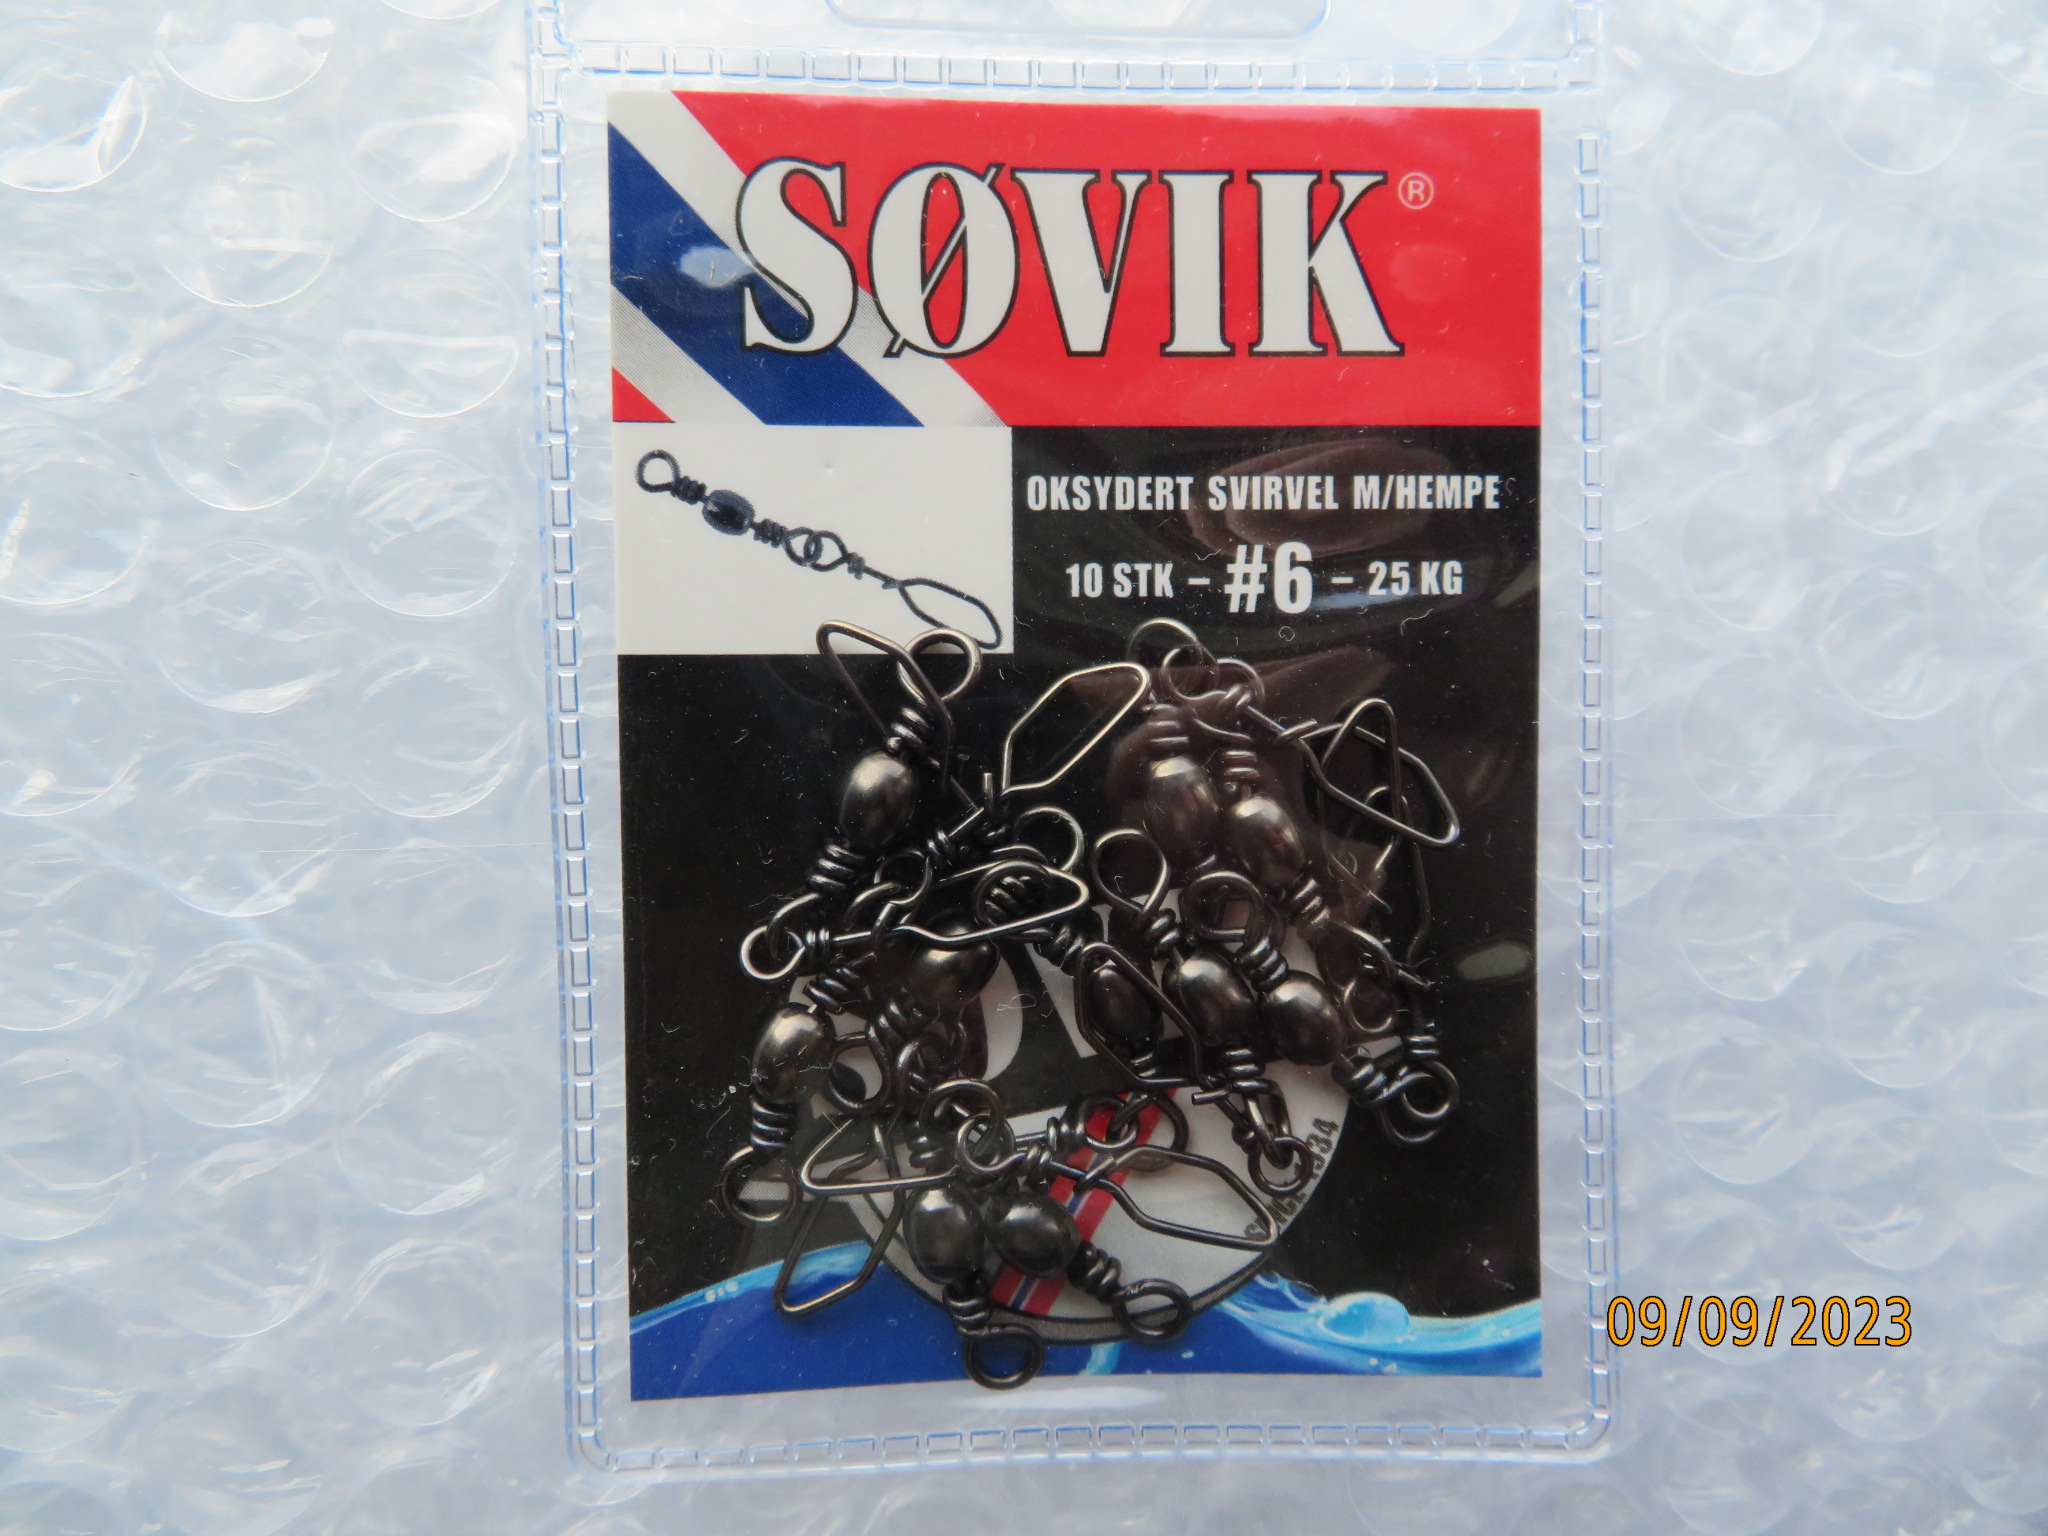 SØVIK®
OKSYDERT SVIRVEL M/HEMPE
10 STK – #6 – 25 KG
09/09/2023